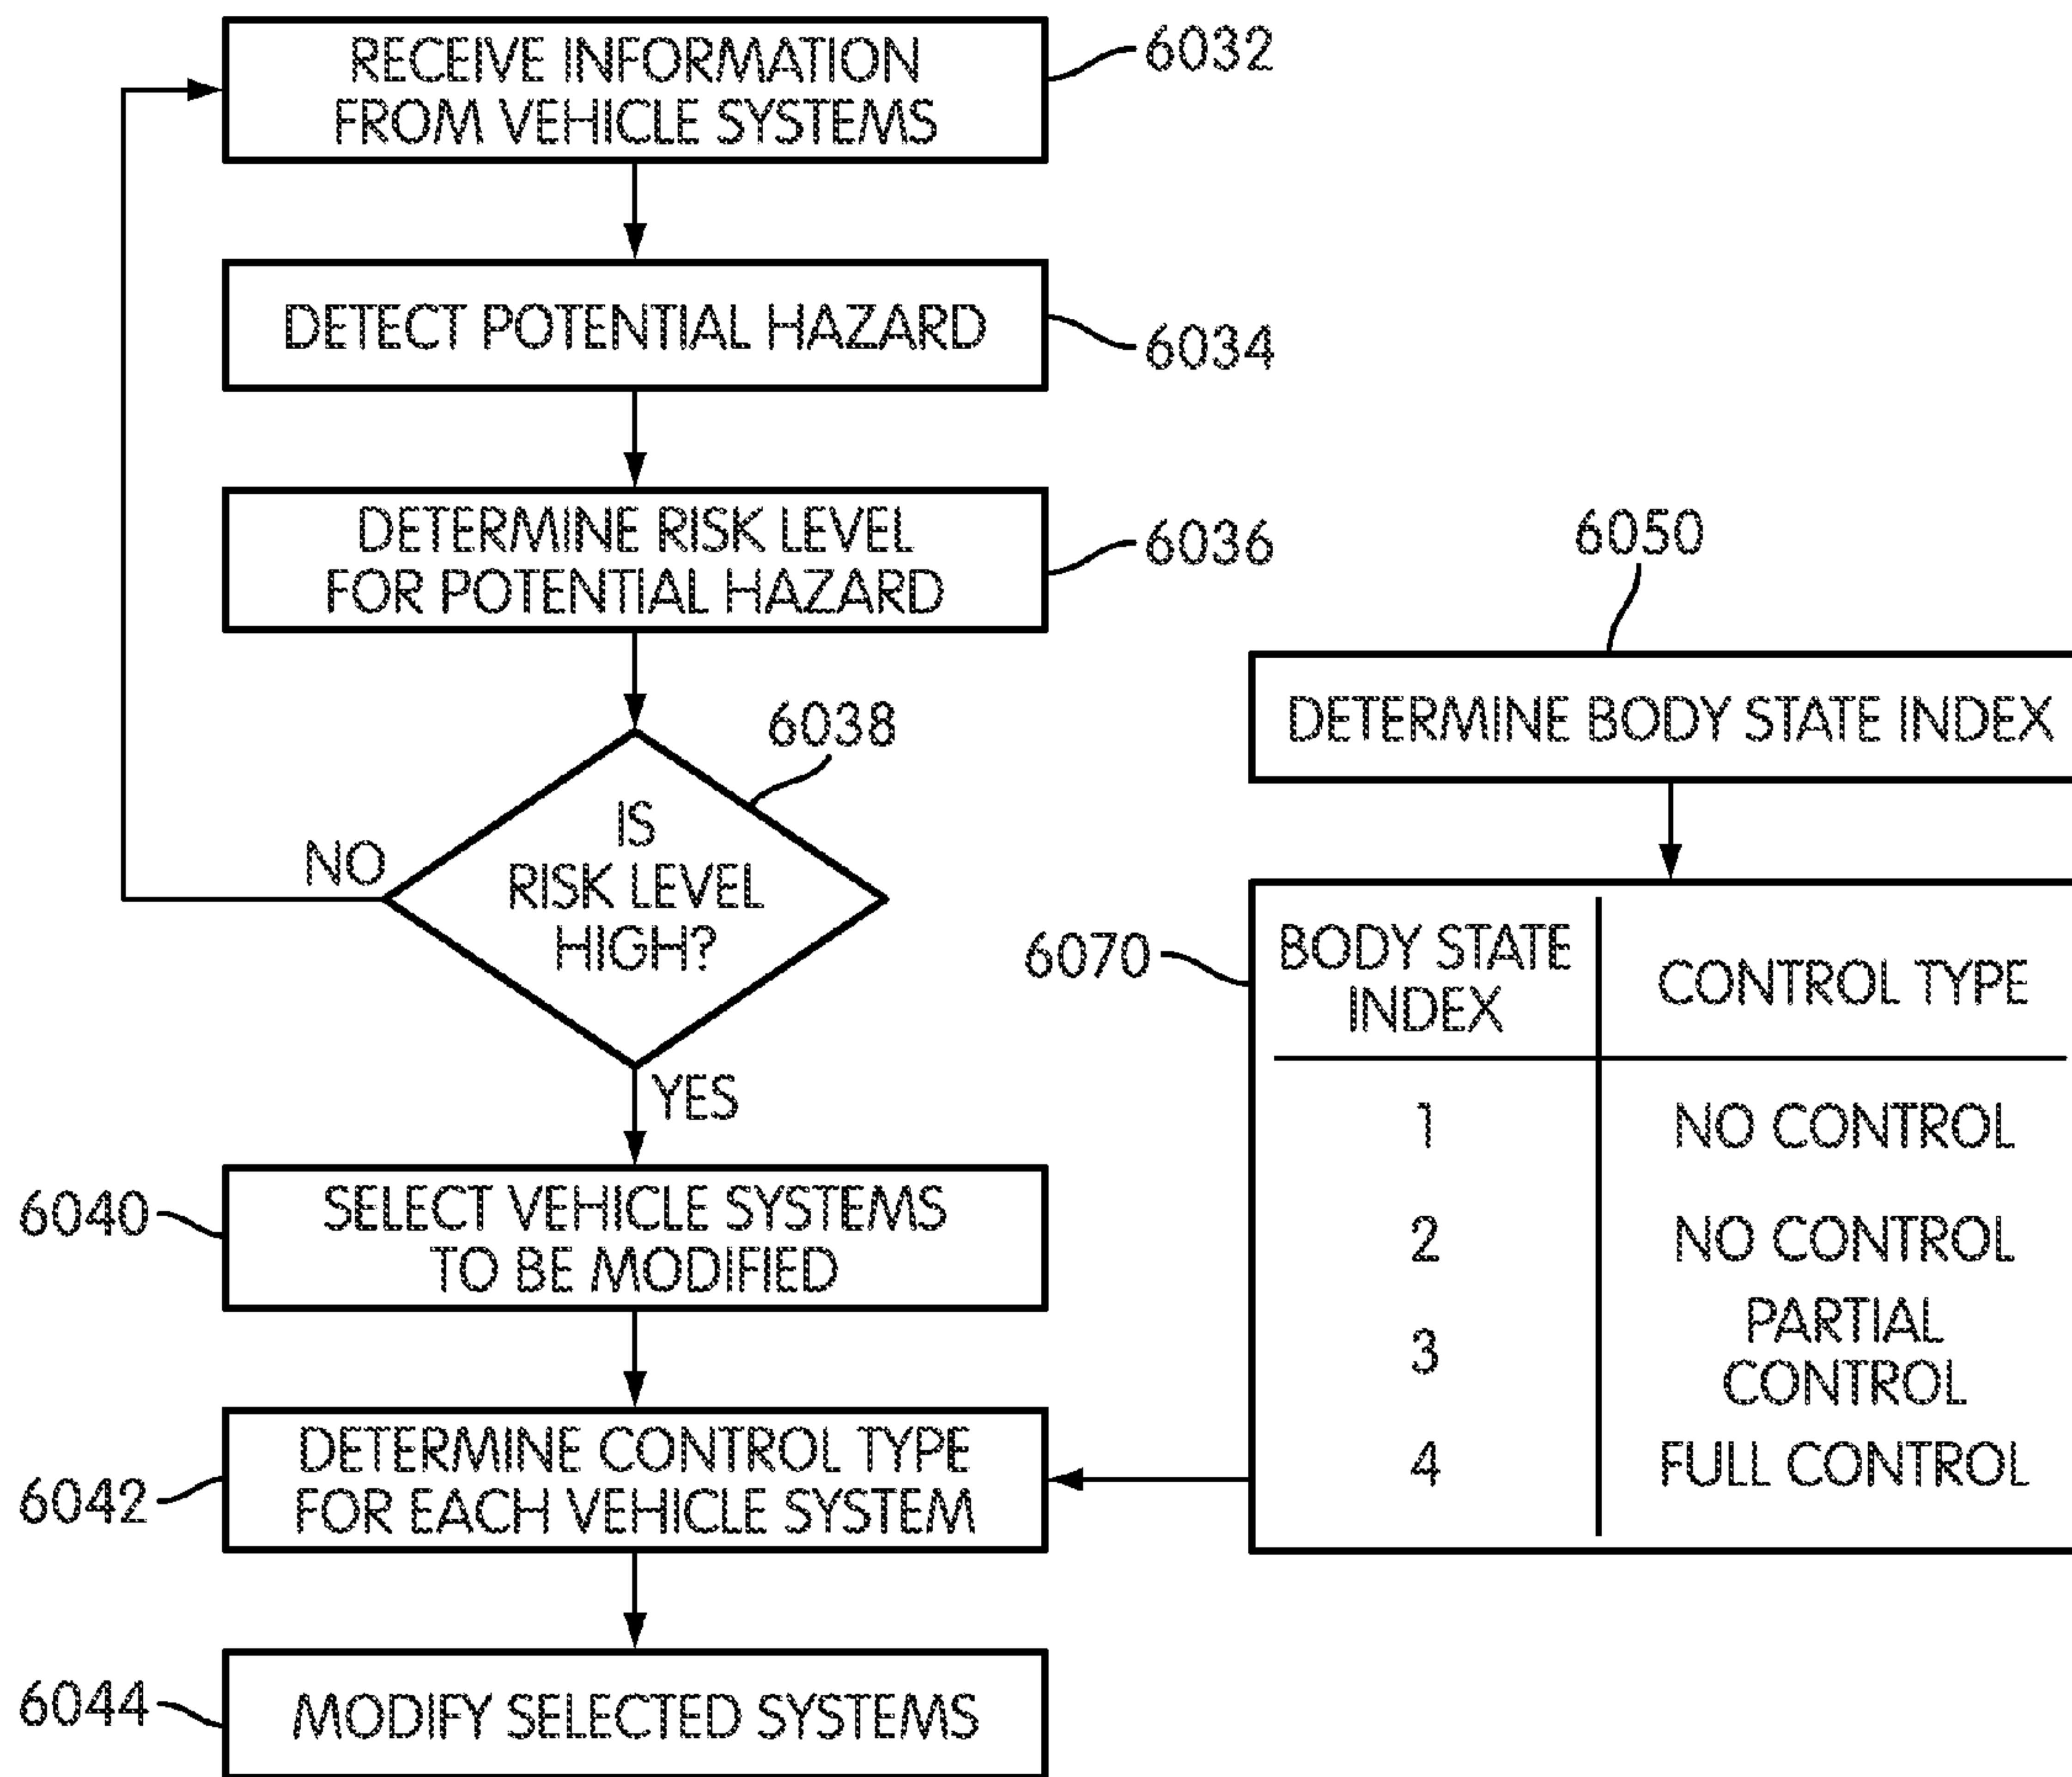 RECEIVE INFORMATION
FROM VEHICLE SYSTEMS
6032
DETECT POTENTIAL HAZARD
6034
DETERMINE RISK LEVEL
FOR POTENTIAL HAZARD
6036
6038
IS
RISK LEVEL
HIGH?
NO
YES
6040
SELECT VEHICLE SYSTEMS
TO BE MODIFIED
6042
DETERMINE CONTROL TYPE
FOR EACH VEHICLE SYSTEM
6044
MODIFY SELECTED SYSTEMS
6050
DETERMINE BODY STATE INDEX
6070
BODY STATE
INDEX
CONTROL TYPE
1 NO CONTROL
2 NO CONTROL
3 PARTIAL
CONTROL
4 FULL CONTROL